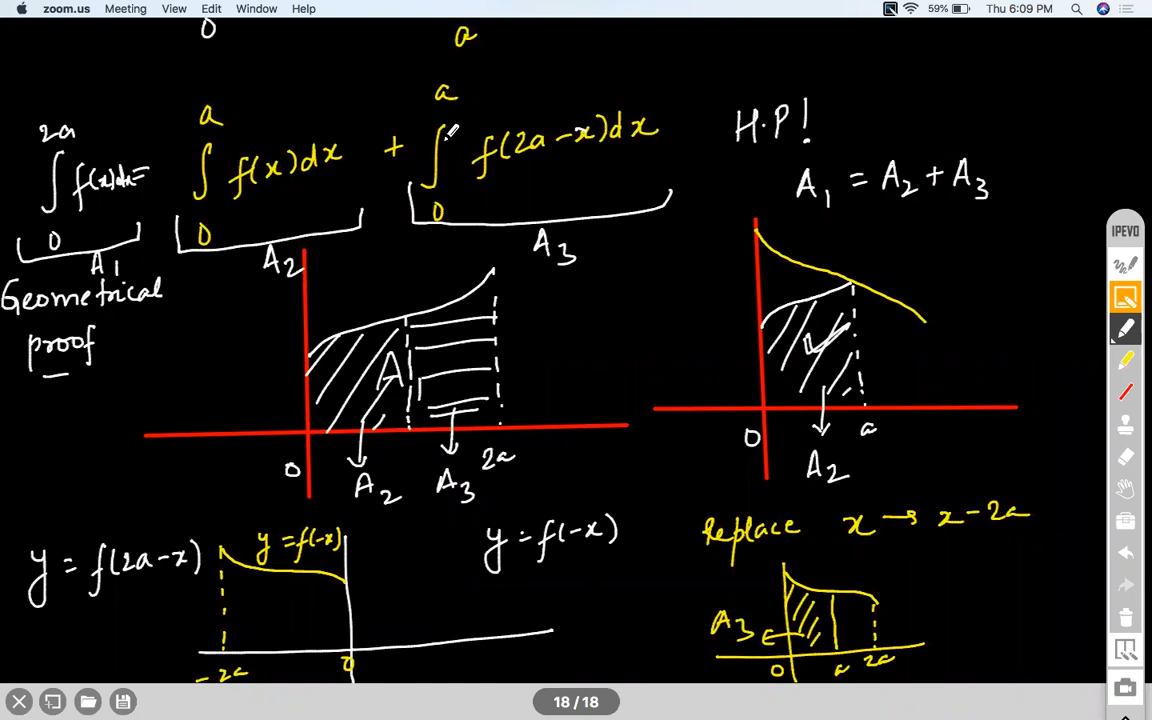 zoom.us Meeting View Edit Window Help 59% Thu 6:09 PM
0 a
2a a a
∫ f(x)dx = ∫ f(x)dx + ∫ f(2a-x)dx H.P!
0 0 0
A1 A2 A3 A1 = A2 + A3
IPEVO
Geometrical
proof
A
0 2a 0 a
A2 A3 A2
Replace x → x-2a
y = f(2a-x) y = f(-x) y = f(-x)
A3
-2a 0 0 a 2a
18 / 18